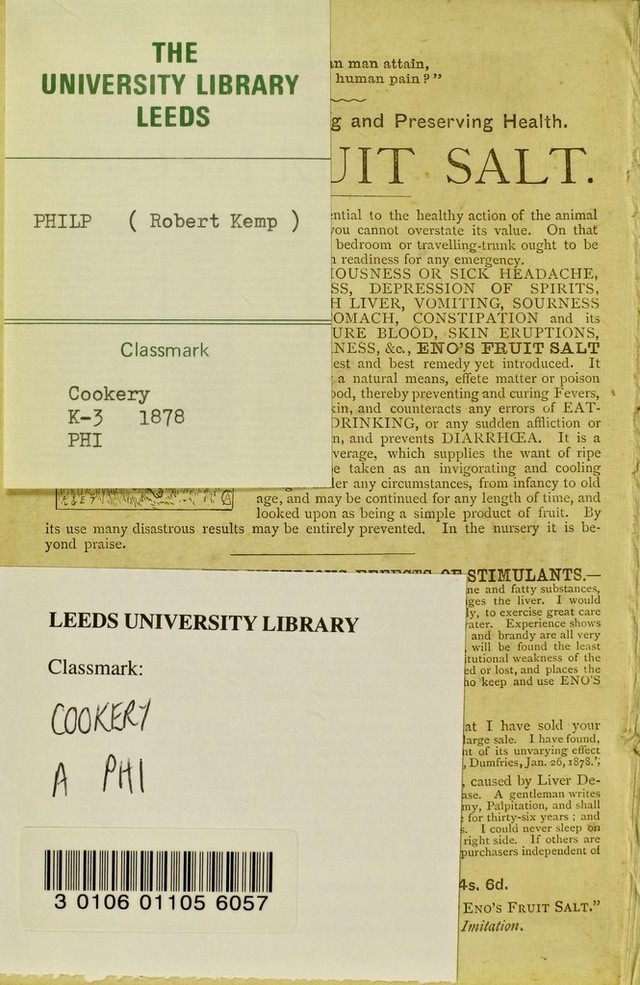 THE
UNIVERSITY LIBRARY
LEEDS
PHILP ( Robert Kemp )
Classmark
Cookery
K-3 1878
PHI
n man attain,
human pain?"
g and Preserving Health.
UIT SALT.
ntial to the healthy action of the animal
you cannot overstate its value. On that
bedroom or travelling-trunk ought to be
readiness for any emergency.
IOUSNESS OR SICK HEADACHE,
SS, DEPRESSION OF SPIRITS,
H LIVER, VOMITING, SOURNESS
OMACH, CONSTIPATION and its
URE BLOOD, SKIN ERUPTIONS,
NESS, &c., ENO'S FRUIT SALT
est and best remedy yet introduced. It
a natural means, effete matter or poison
ood, thereby preventing and curing Fevers,
kin, and counteracts any errors of EAT-
DRINKING, or any sudden affliction or
n, and prevents DIARRHŒA. It is a
verage, which supplies the want of ripe
e taken as an invigorating and cooling
der any circumstances, from infancy to old
age, and may be continued for any length of time, and
looked upon as being a simple product of fruit. By
its use many disastrous results may be entirely prevented. In the nursery it is be-
yond praise.
STIMULANTS.—
ne and fatty substances,
ges the liver. I would
ly, to exercise great care
ater. Experience shows
and brandy are all very
will be found the least
itutional weakness of the
ed or lost, and places the
ho keep and use ENO'S
at I have sold your
large sale. I have found,
nt of its unvarying effect
, Dumfries, Jan. 26, 1878.';
, caused by Liver De-
ase. A gentleman writes
my, Palpitation, and shall
for thirty-six years; and
s. I could never sleep on
right side. If others are
purchasers independent of
4s. 6d.
ENO'S FRUIT SALT."
Imitation.
LEEDS UNIVERSITY LIBRARY
Classmark:
COOKERY
A PHI
3 0106 01105 6057